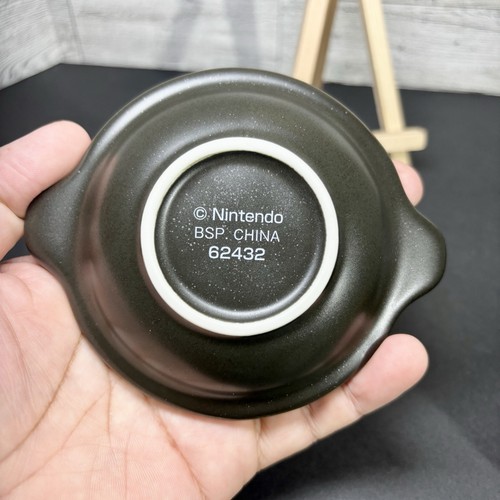 © Nintendo
BSP. CHINA
62432